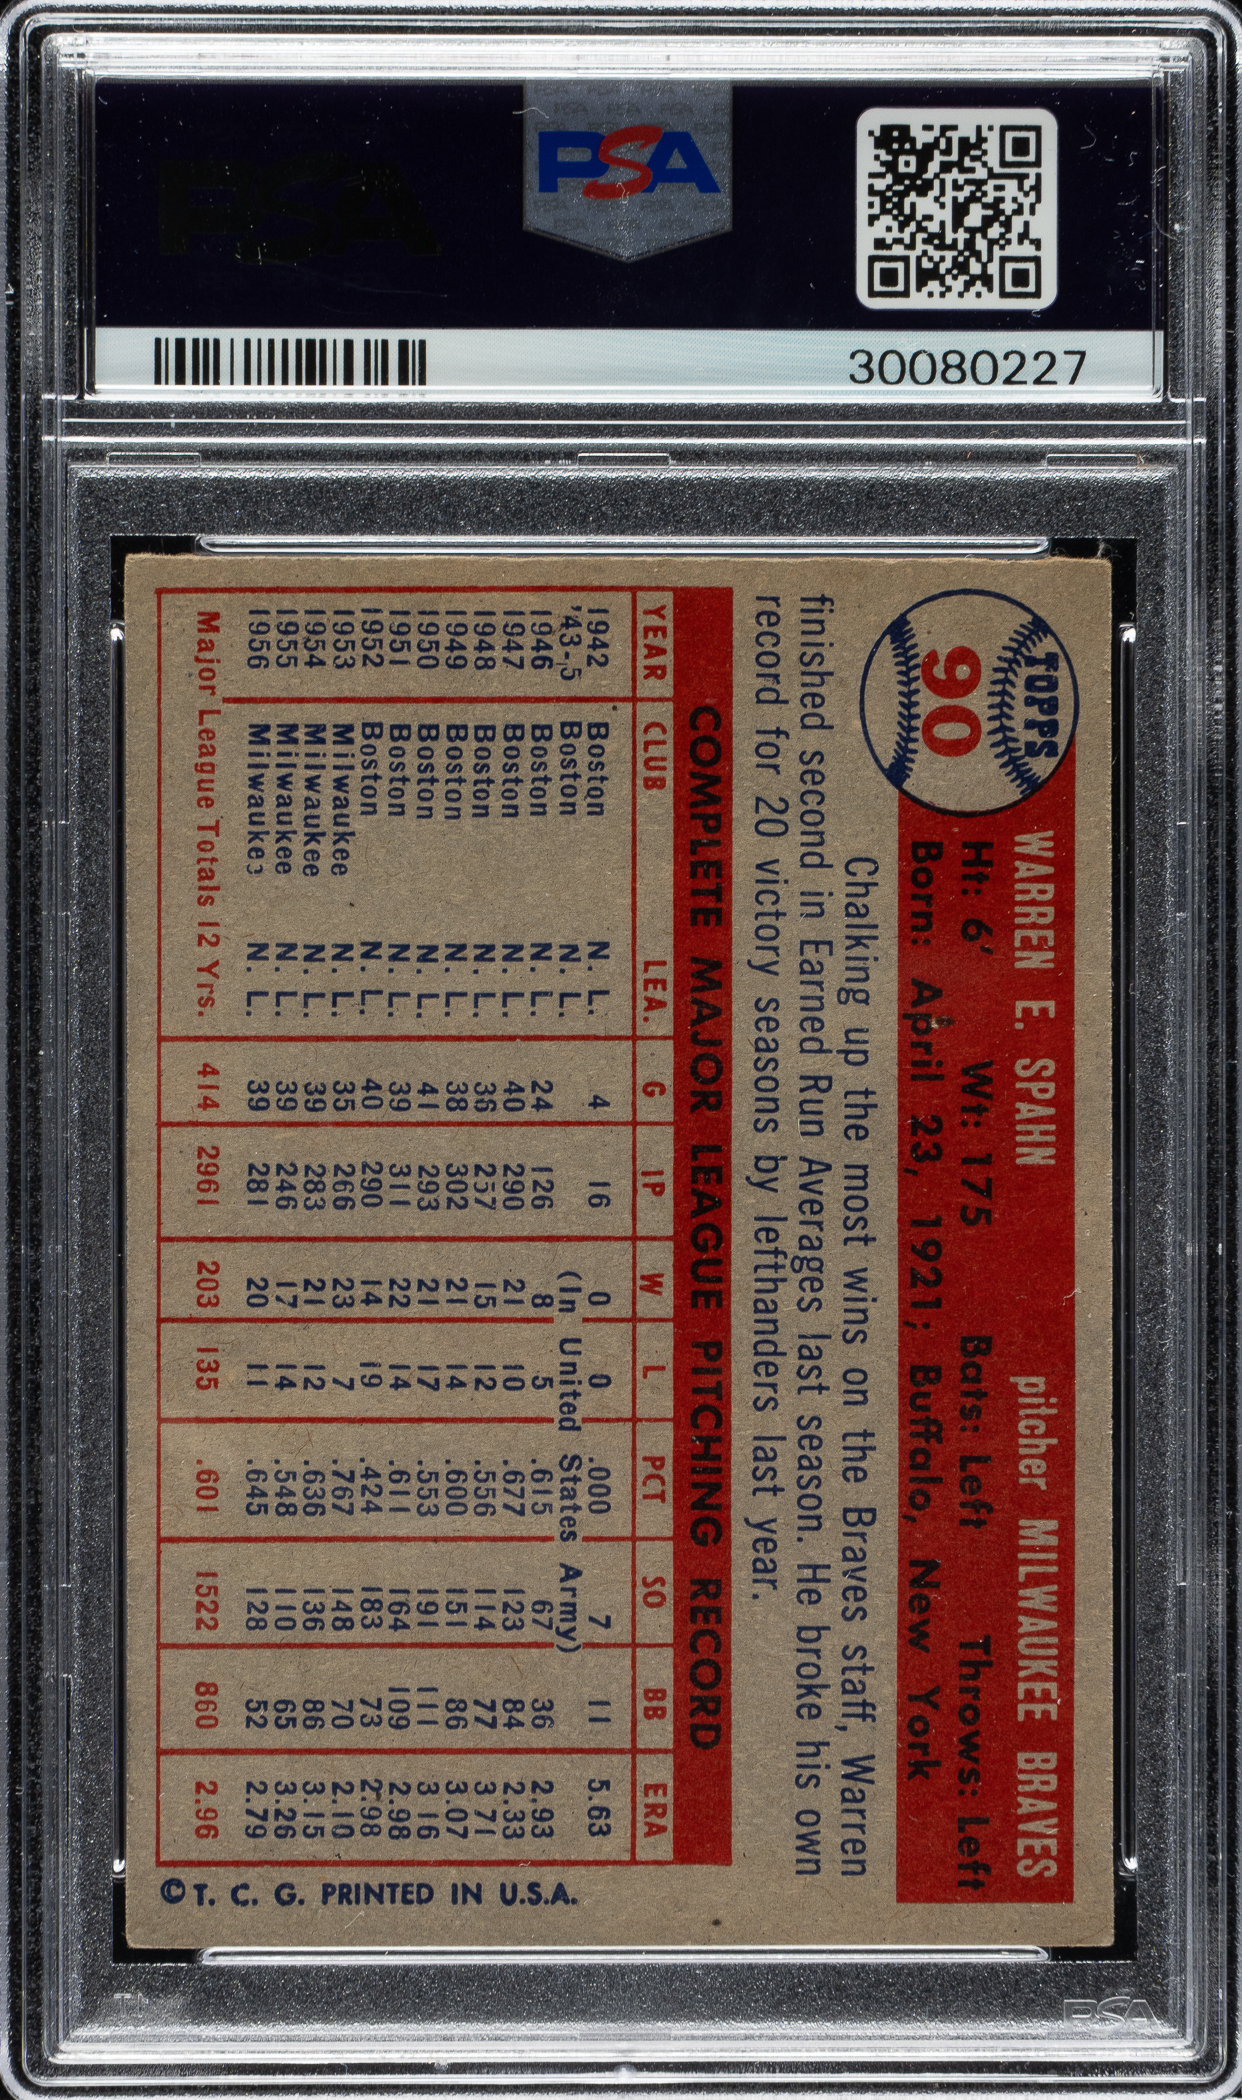 PSA
PSA
30080227
TOPPS
90
WARREN E. SPAHN pitcher MILWAUKEE BRAVES
Ht: 6' Wt: 175 Bats: Left Throws: Left
Born: April 23, 1921; Buffalo, New York
Chalking up the most wins on the Braves staff, Warren
finished second in Earned Run Averages last season. He broke his own
record for 20 victory seasons by lefthanders last year.
COMPLETE MAJOR LEAGUE PITCHING RECORD
YEAR CLUB LEA. G IP W L PCT SO BB ERA
1942 Boston N. L. 4 16 0 0 .000 7 11 5.63
'43-,5 Boston N. L. (In United States Army)
1946 Boston N. L. 24 126 8 5 .615 67 36 2.93
1947 Boston N. L. 40 290 21 10 .677 123 84 2.33
1948 Boston N. L. 36 257 15 12 .556 114 77 3.71
1949 Boston N. L. 38 302 21 14 .600 151 86 3.07
1950 Boston N. L. 41 293 21 17 .553 191 111 3.16
1951 Boston N. L. 39 311 22 14 .611 164 109 2.98
1952 Boston N. L. 40 290 14 19 .424 183 73 2.98
1953 Milwaukee N. L. 35 266 23 7 .767 148 70 2.10
1954 Milwaukee N. L. 39 283 21 12 .636 136 86 3.15
1955 Milwaukee N. L. 39 246 17 14 .548 110 65 3.26
1956 Milwaukee N. L. 39 281 20 11 .645 128 52 2.79
Major League Totals 12 Yrs. 414 2961 203 135 .601 1522 860 2.96
© T. C. G. PRINTED IN U.S.A.
PSA